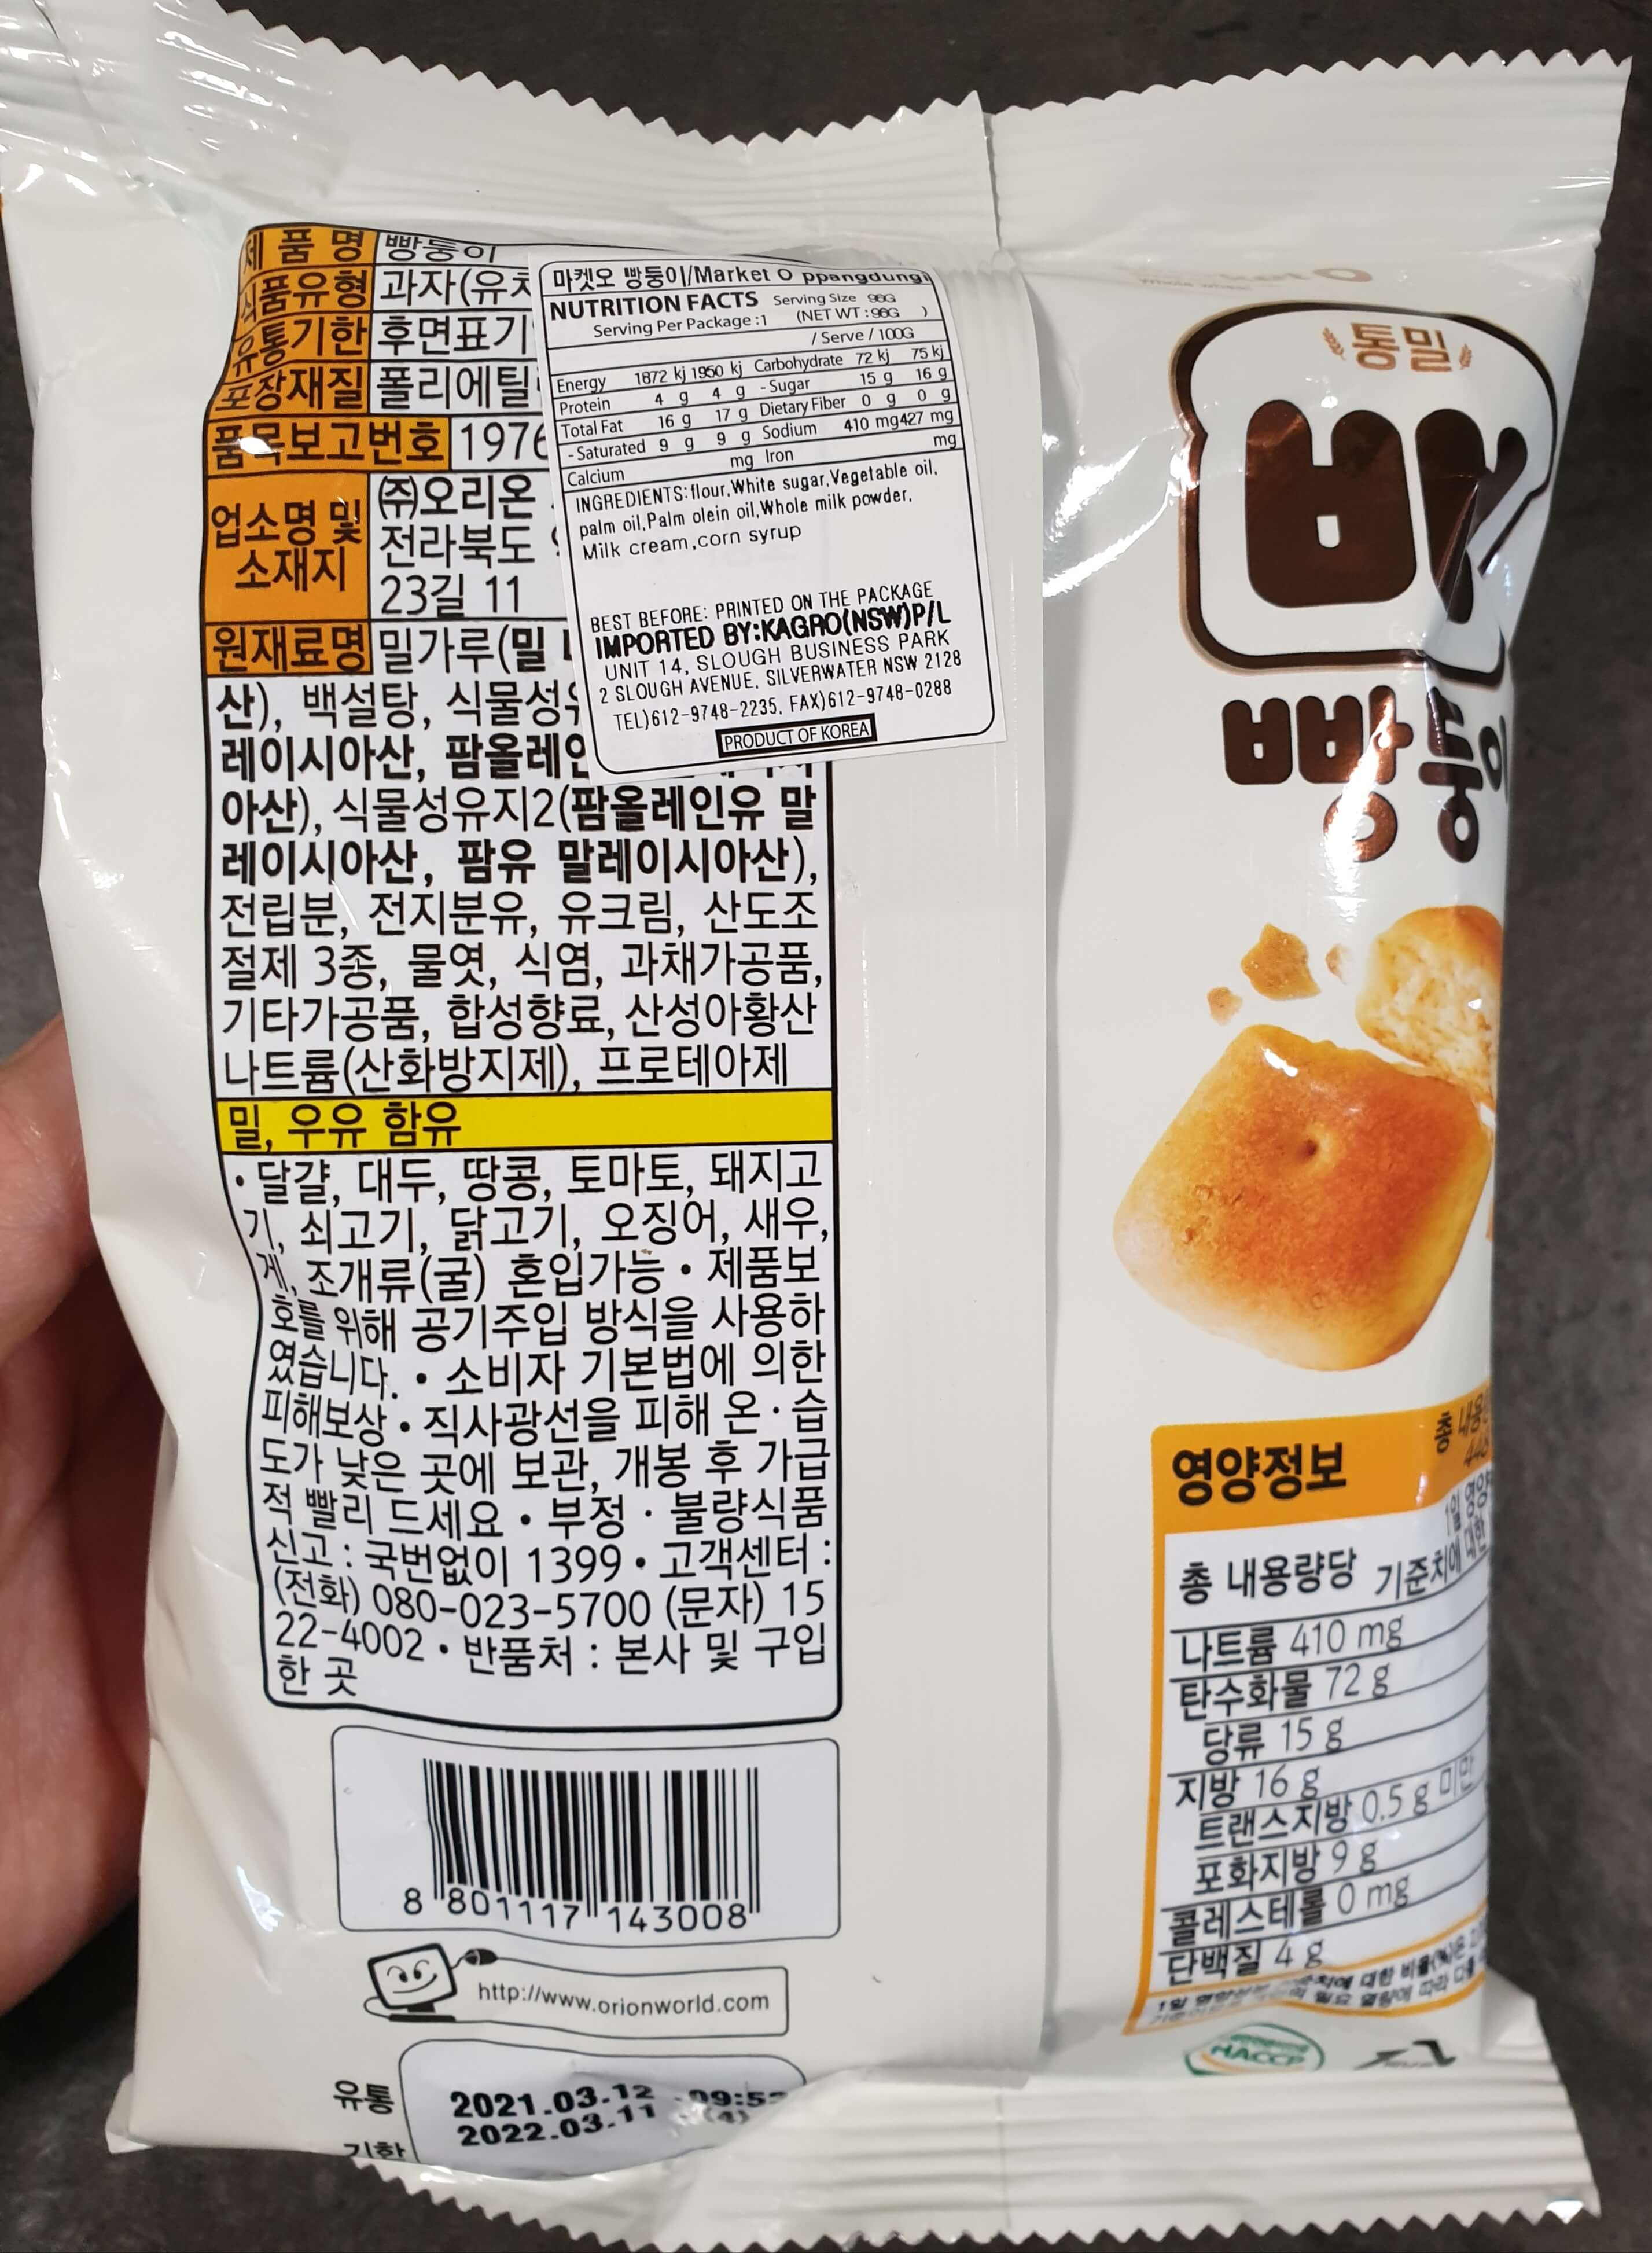 제 품 명 빵둥이
식품유형 과자(유처
유통기한 후면표기
포장재질 폴리에틸
품목보고번호 1976
업소명 및 소재지
㈜오리온
전라북도
23길 11
원재료명 밀가루(밀
산), 백설탕, 식물성유
레이시아산, 팜올레인
아산), 식물성유지2(팜올레인유 말
레이시아산, 팜유 말레이시아산),
전립분, 전지분유, 유크림, 산도조
절제 3종, 물엿, 식염, 과채가공품,
기타가공품, 합성향료, 산성아황산
나트륨(산화방지제), 프로테아제
밀, 우유 함유
• 달걀, 대두, 땅콩, 토마토, 돼지고
기, 쇠고기, 닭고기, 오징어, 새우,
게, 조개류(굴) 혼입가능 • 제품보
호를 위해 공기주입 방식을 사용하
였습니다. • 소비자 기본법에 의한
피해보상 • 직사광선을 피해 온·습
도가 낮은 곳에 보관, 개봉 후 가급
적 빨리 드세요 • 부정 · 불량식품
신고 : 국번없이 1399 • 고객센터 :
(전화) 080-023-5700 (문자) 15
22-4002 • 반품처 : 본사 및 구입
한 곳
8 801117 143008
http://www.orionworld.com
유통
기한
2021.03.12
2022.03.11 (4)
마켓오 빵둥이/Market O ppangdungi
NUTRITION FACTS Serving Size 96G
Serving Per Package:1 (NET WT:96G )
/ Serve / 100G
Energy 1872 kj 1950 kj Carbohydrate 72 kj 75 kj
Protein 4 g 4 g - Sugar 15 g 16 g
Total Fat 16 g 17 g Dietary Fiber 0 g 0 g
- Saturated 9 g 9 g Sodium 410 mg427 mg
Calcium mg Iron mg
INGREDIENTS:flour,White sugar,Vegetable oil,
palm oil,Palm olein oil,Whole milk powder,
Milk cream,corn syrup
BEST BEFORE: PRINTED ON THE PACKAGE
IMPORTED BY:KAGRO(NSW)P/L
UNIT 14, SLOUGH BUSINESS PARK
2 SLOUGH AVENUE, SILVERWATER NSW 2128
TEL)612-9748-2235, FAX)612-9748-0288
PRODUCT OF KOREA
통밀
빵둥이
영양정보
총 내용량당 기준치에 대한
나트륨 410 mg
탄수화물 72 g
당류 15 g
지방 16 g
트랜스지방 0.5 g 미만
포화지방 9 g
콜레스테롤 0 mg
단백질 4 g
HACCP